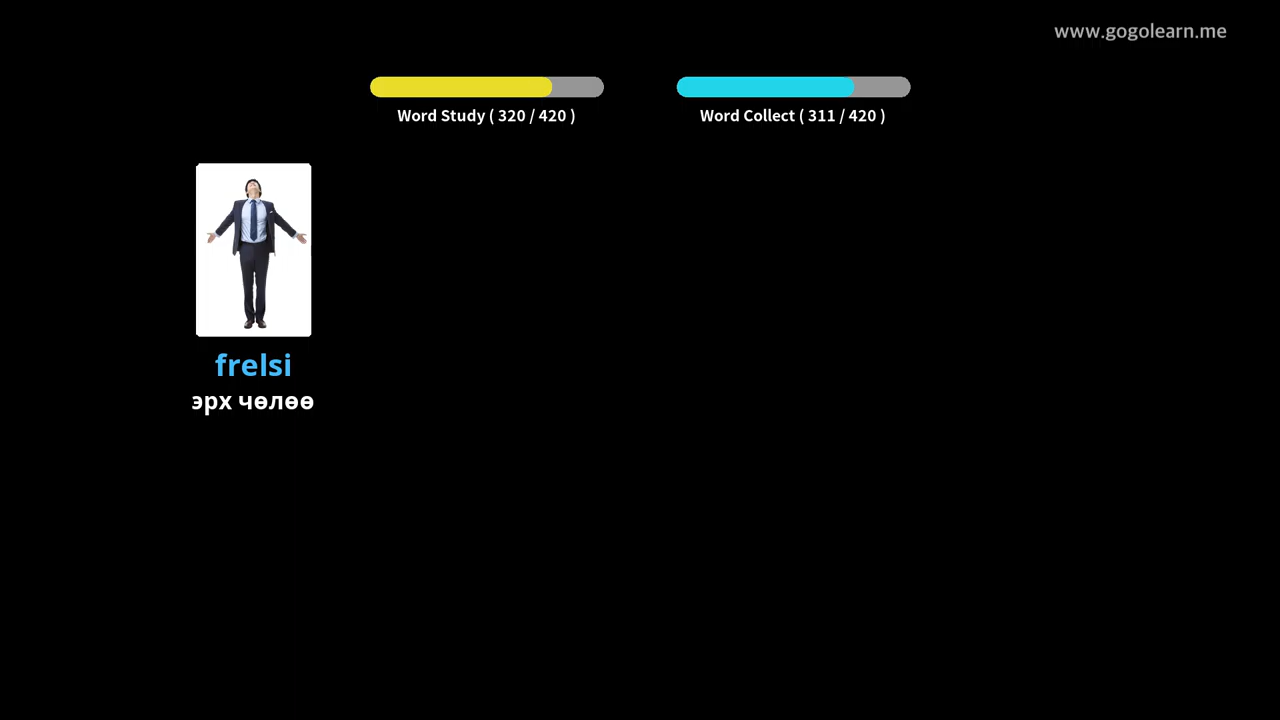 www.gogolearn.me
Word Study ( 320 / 420 )
Word Collect ( 311 / 420 )
frelsi
эрх чөлөө